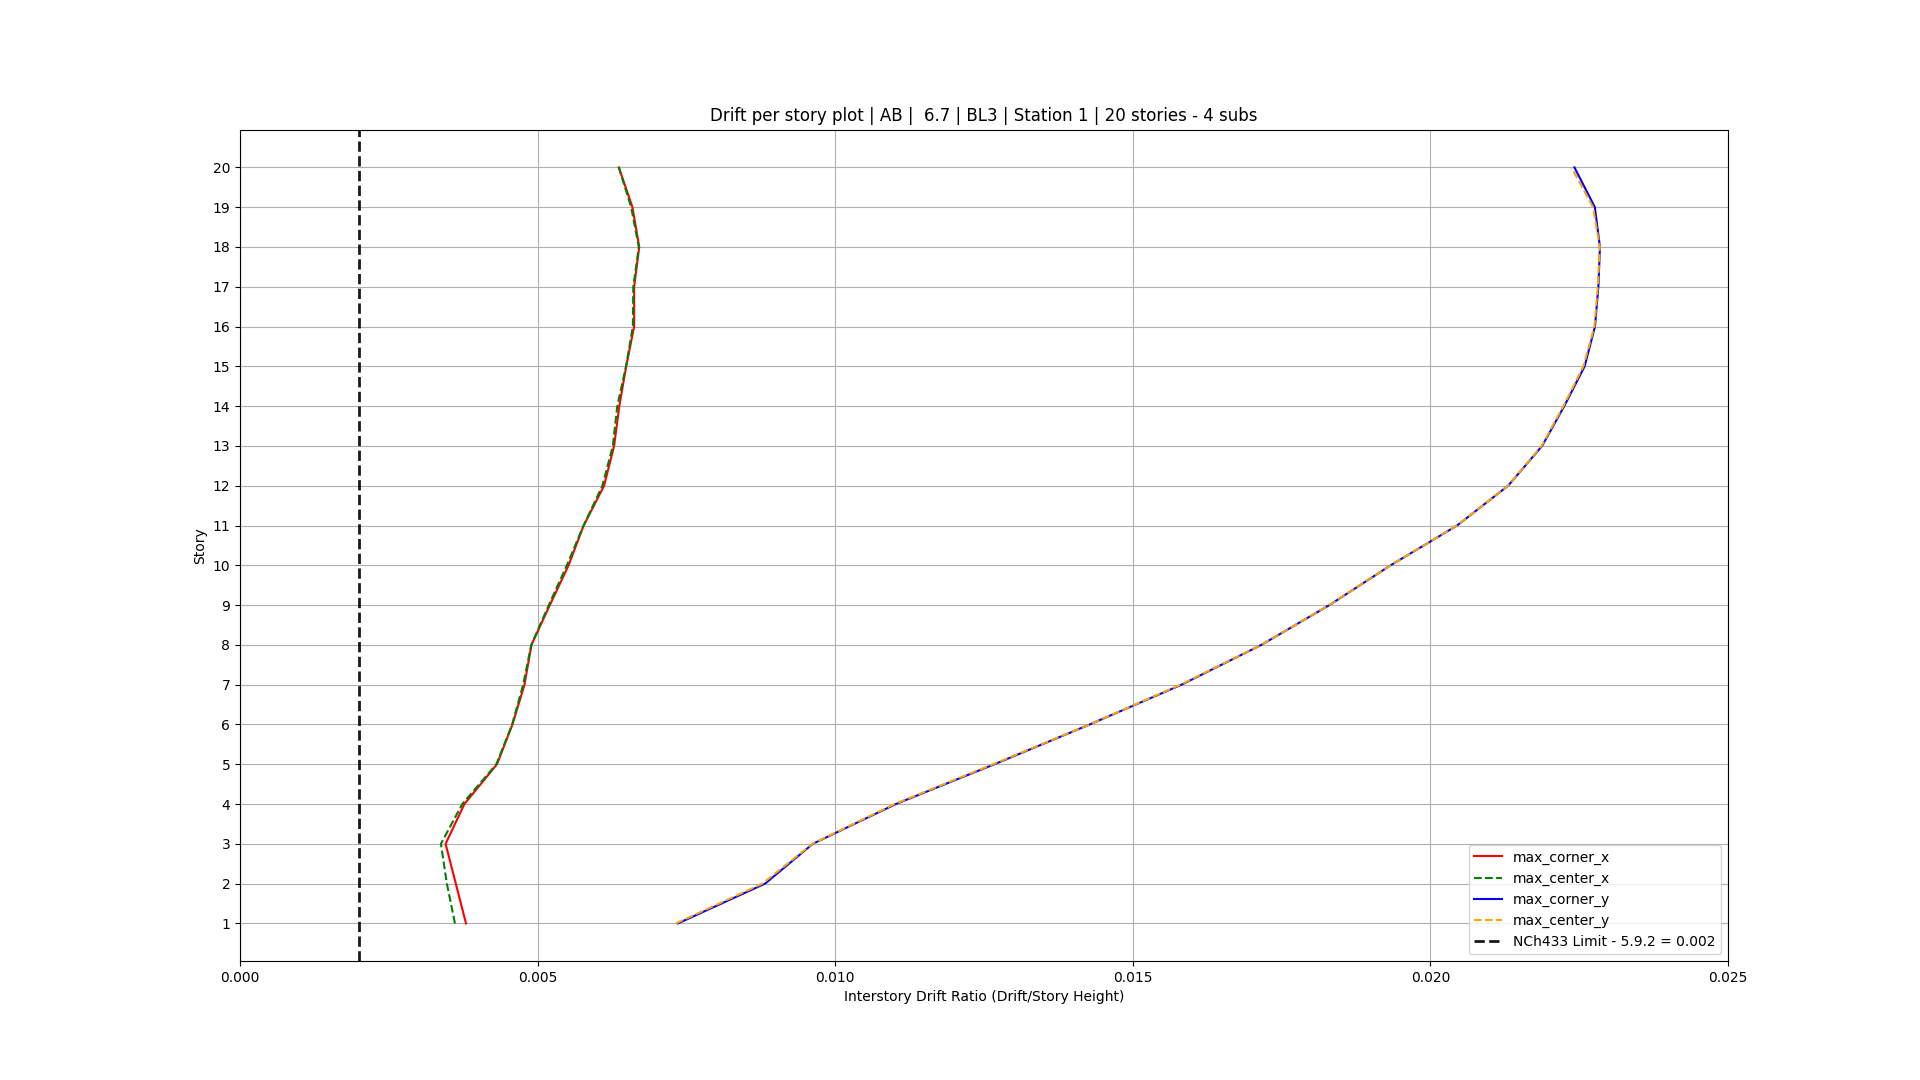 Drift per story plot | AB |  6.7 | BL3 | Station 1 | 20 stories - 4 subs
20
19
18
17
16
15
14
13
12
11
10
9
8
7
6
5
4
3
2
1
Story
max_corner_x
max_center_x
max_corner_y
max_center_y
NCh433 Limit - 5.9.2 = 0.002
0.000 0.005 0.010 0.015 0.020 0.025
Interstory Drift Ratio (Drift/Story Height)